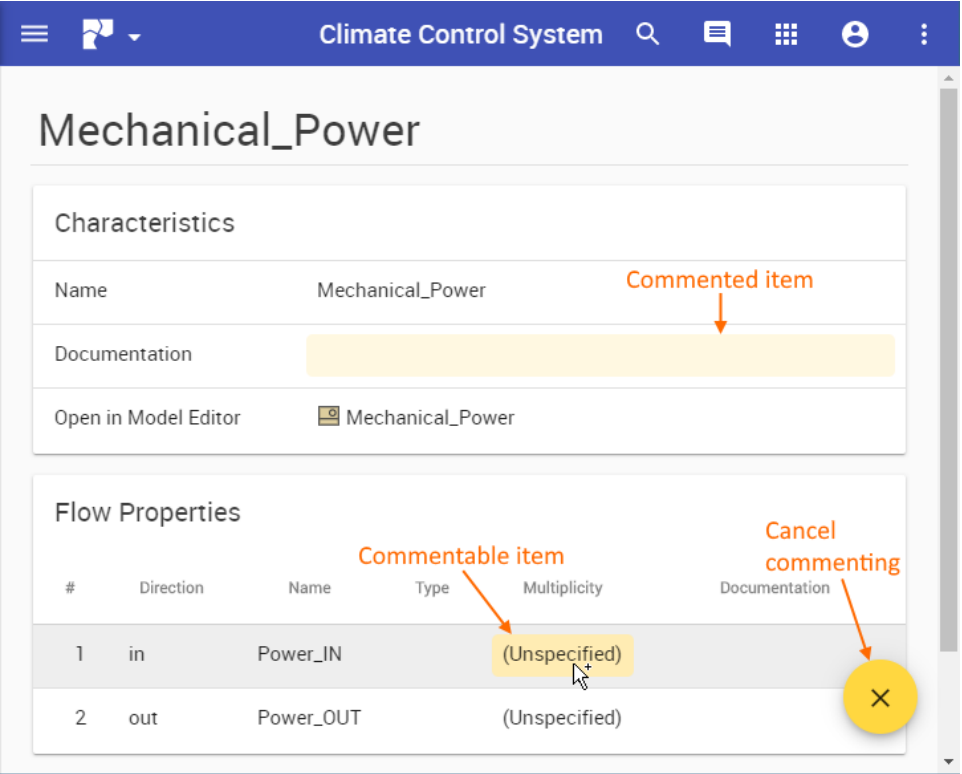 Climate Control System
Mechanical_Power
Characteristics
Name Mechanical_Power
Commented item
Documentation
Open in Model Editor Mechanical_Power
Flow Properties
Cancel
commenting
Commentable item
# Direction Name Type Multiplicity Documentation
1 in Power_IN (Unspecified)
2 out Power_OUT (Unspecified)